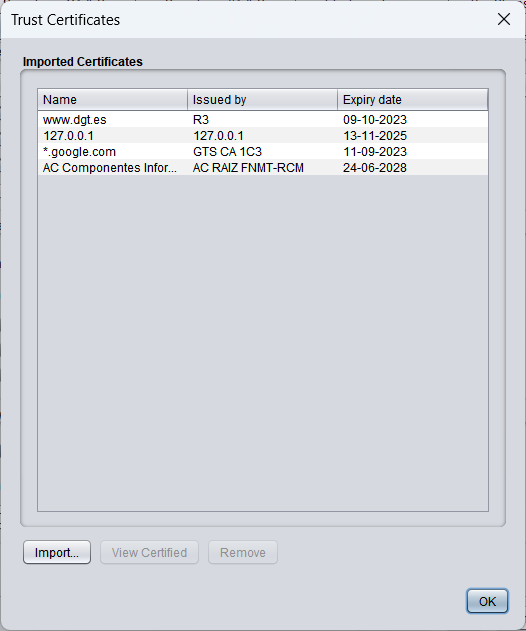 Trust Certificates
Imported Certificates
Name Issued by Expiry date
www.dgt.es R3 09-10-2023
127.0.0.1 127.0.0.1 13-11-2025
*.google.com GTS CA 1C3 11-09-2023
AC Componentes Infor... AC RAIZ FNMT-RCM 24-06-2028
Import... View Certified Remove
OK